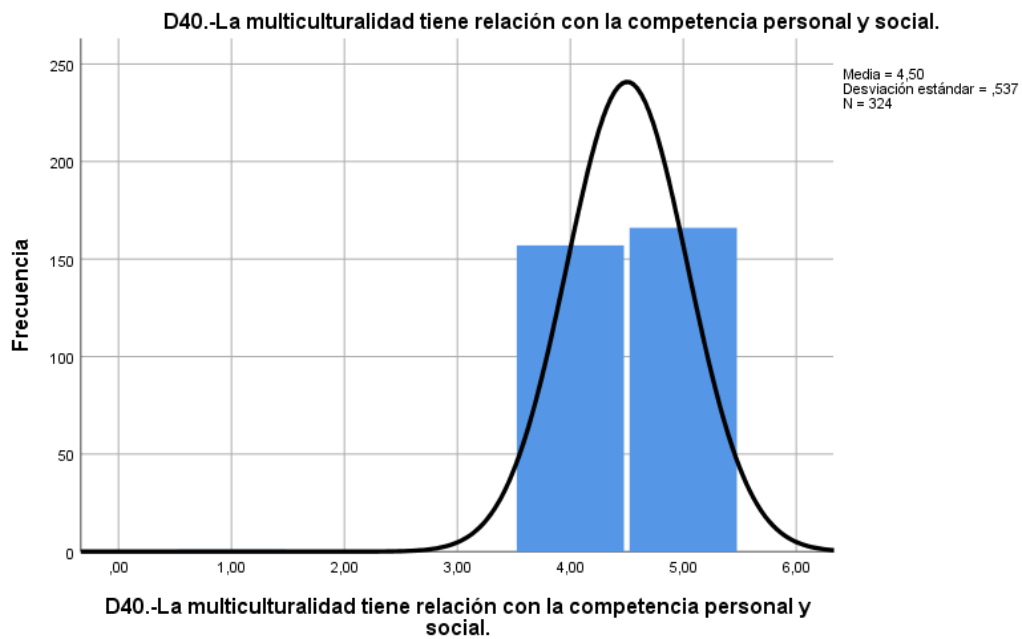 D40.-La multiculturalidad tiene relación con la competencia personal y social.
Media = 4,50
Desviación estándar = ,537
N = 324
Frecuencia
250
200
150
100
50
0
,00 1,00 2,00 3,00 4,00 5,00 6,00
D40.-La multiculturalidad tiene relación con la competencia personal y
social.